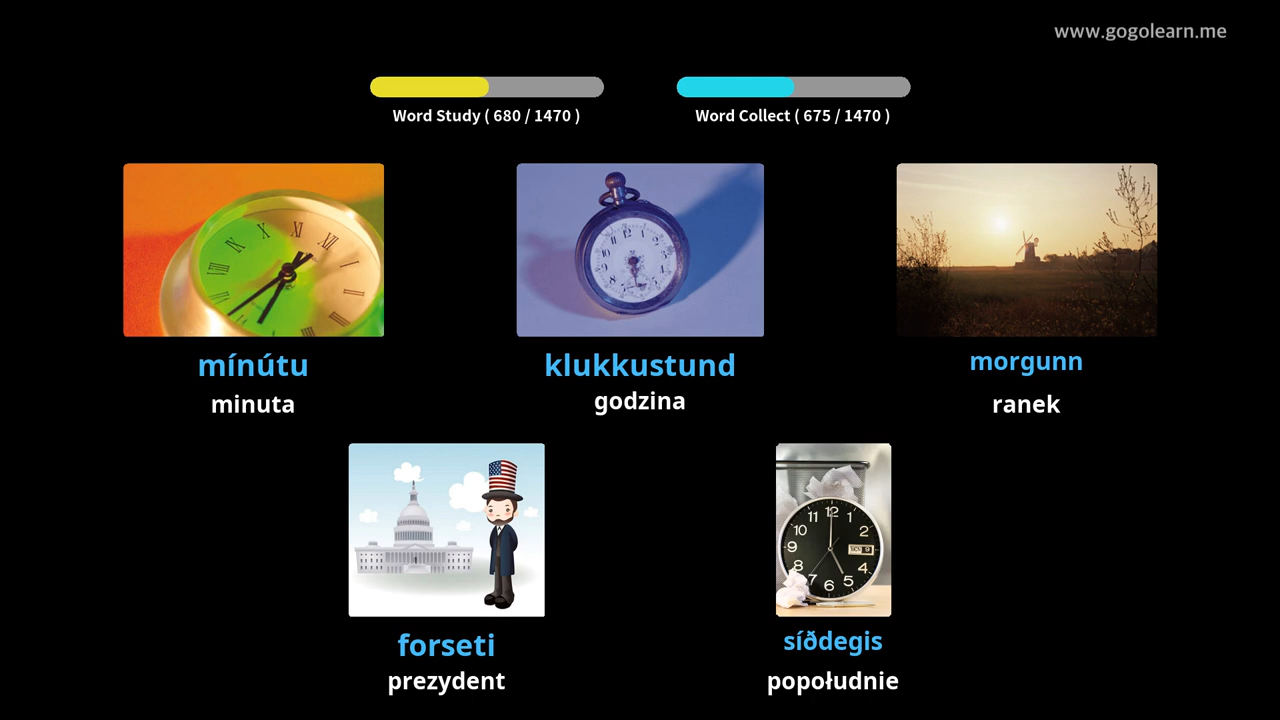 www.gogolearn.me
Word Study ( 680 / 1470 )
Word Collect ( 675 / 1470 )
mínútu
minuta
klukkustund
godzina
morgunn
ranek
forseti
prezydent
síðdegis
popołudnie